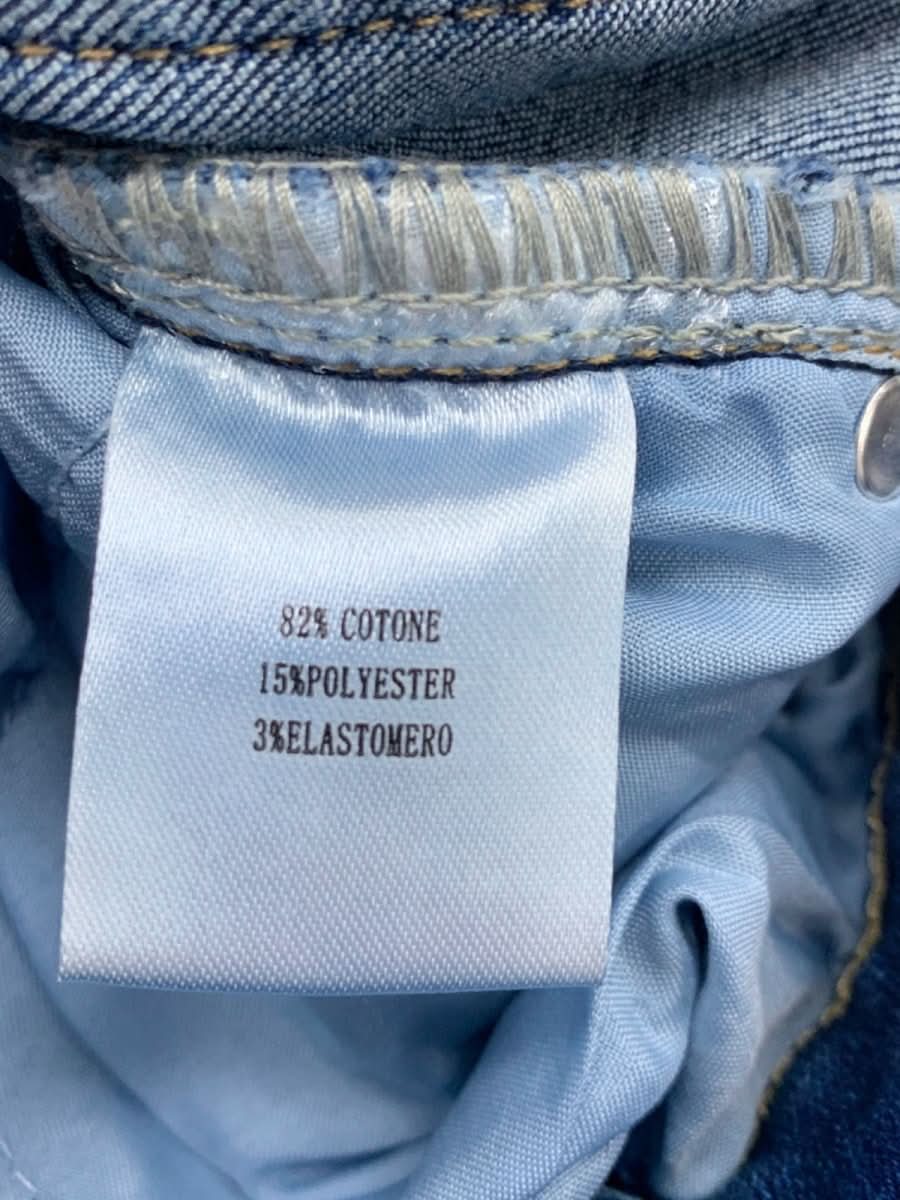 82% COTONE
15%POLYESTER
3%ELASTOMERO